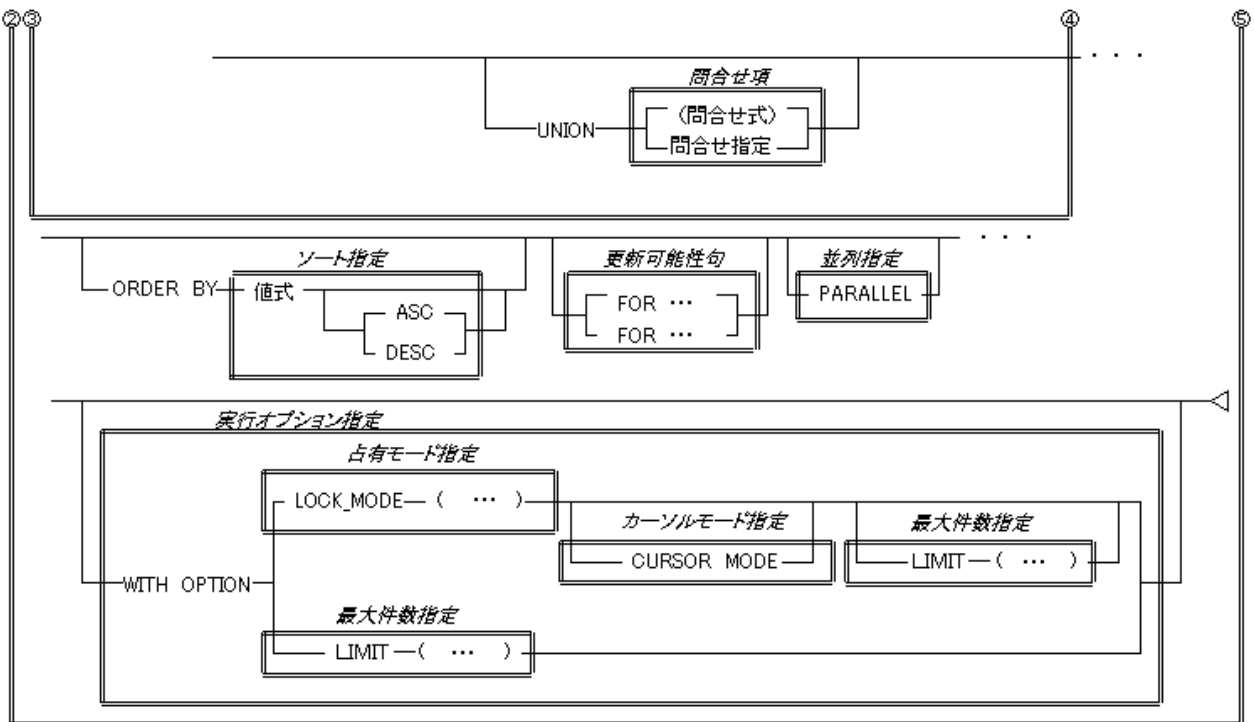 ②③ ④ ⑤
・・・
問合せ項
(問合せ式)
UNION
問合せ指定
・・・
ソート指定 更新可能性句 並列指定
ORDER BY 値式 FOR … PARALLEL
ASC
FOR …
DESC
実行オプション指定
占有モード指定
LOCK_MODE ( … )
カーソルモード指定 最大件数指定
CURSOR MODE LIMIT ( … )
WITH OPTION
最大件数指定
LIMIT ( … )